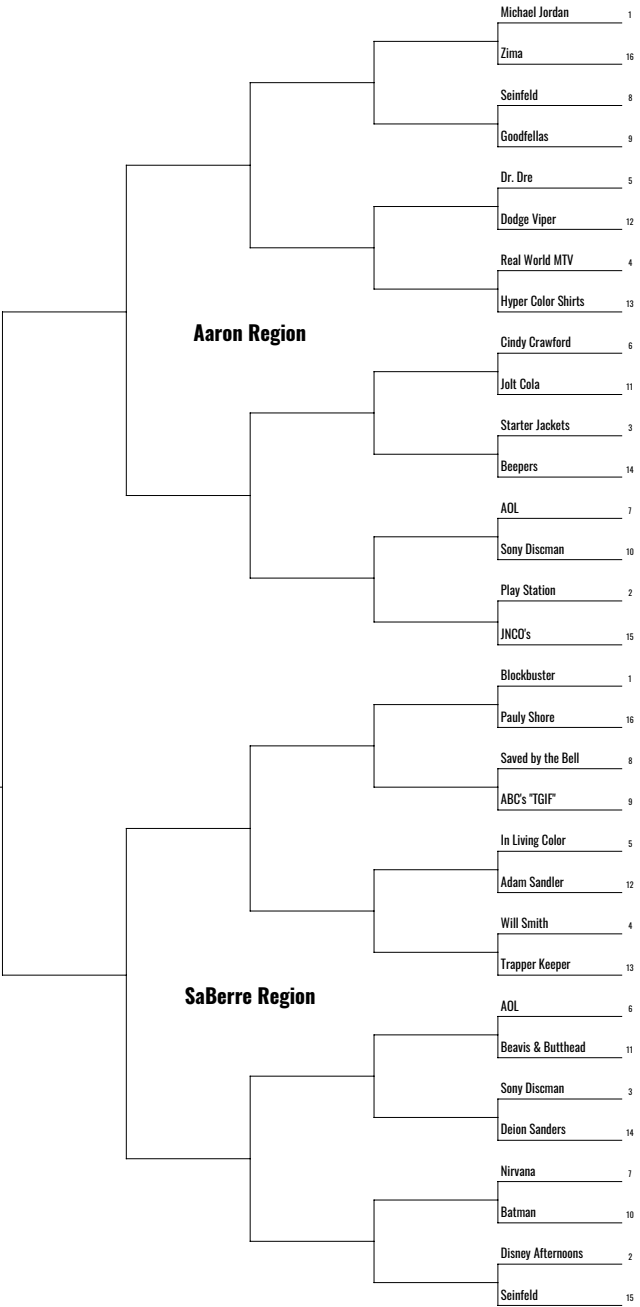 Michael Jordan 1
Zima 16
Seinfeld 8
Goodfellas 9
Dr. Dre 5
Dodge Viper 12
Real World MTV 4
Hyper Color Shirts 13
Aaron Region
Cindy Crawford 6
Jolt Cola 11
Starter Jackets 3
Beepers 14
AOL 7
Sony Discman 10
Play Station 2
JNCO's 15
Blockbuster 1
Pauly Shore 16
Saved by the Bell 8
ABC's "TGIF" 9
In Living Color 5
Adam Sandler 12
Will Smith 4
Trapper Keeper 13
SaBerre Region
AOL 6
Beavis & Butthead 11
Sony Discman 3
Deion Sanders 14
Nirvana 7
Batman 10
Disney Afternoons 2
Seinfeld 15